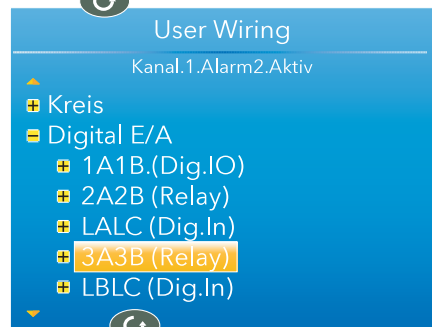 User Wiring
Kanal.1.Alarm2.Aktiv
Kreis
Digital E/A
1A1B.(Dig.IO)
2A2B (Relay)
LALC (Dig.In)
3A3B (Relay)
LBLC (Dig.In)